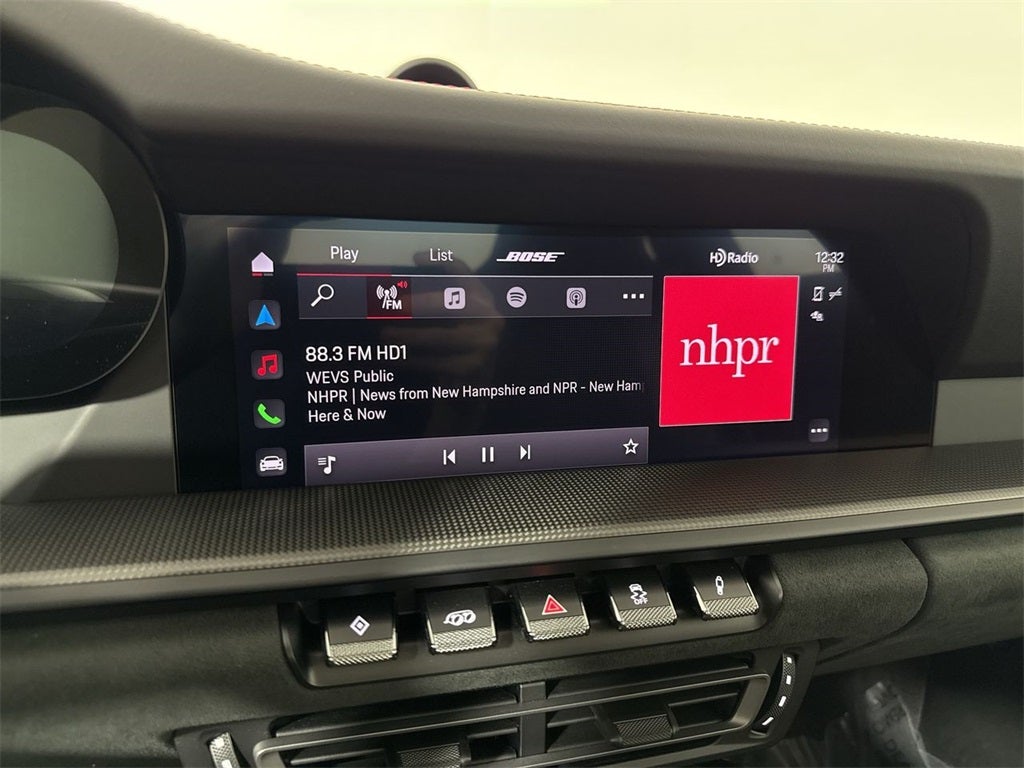 Play List BOSE HD Radio 12:32
PM
FM
88.3 FM HD1
WEVS Public
NHPR | News from New Hampshire and NPR - New Ham
Here & Now
nhpr
OFF